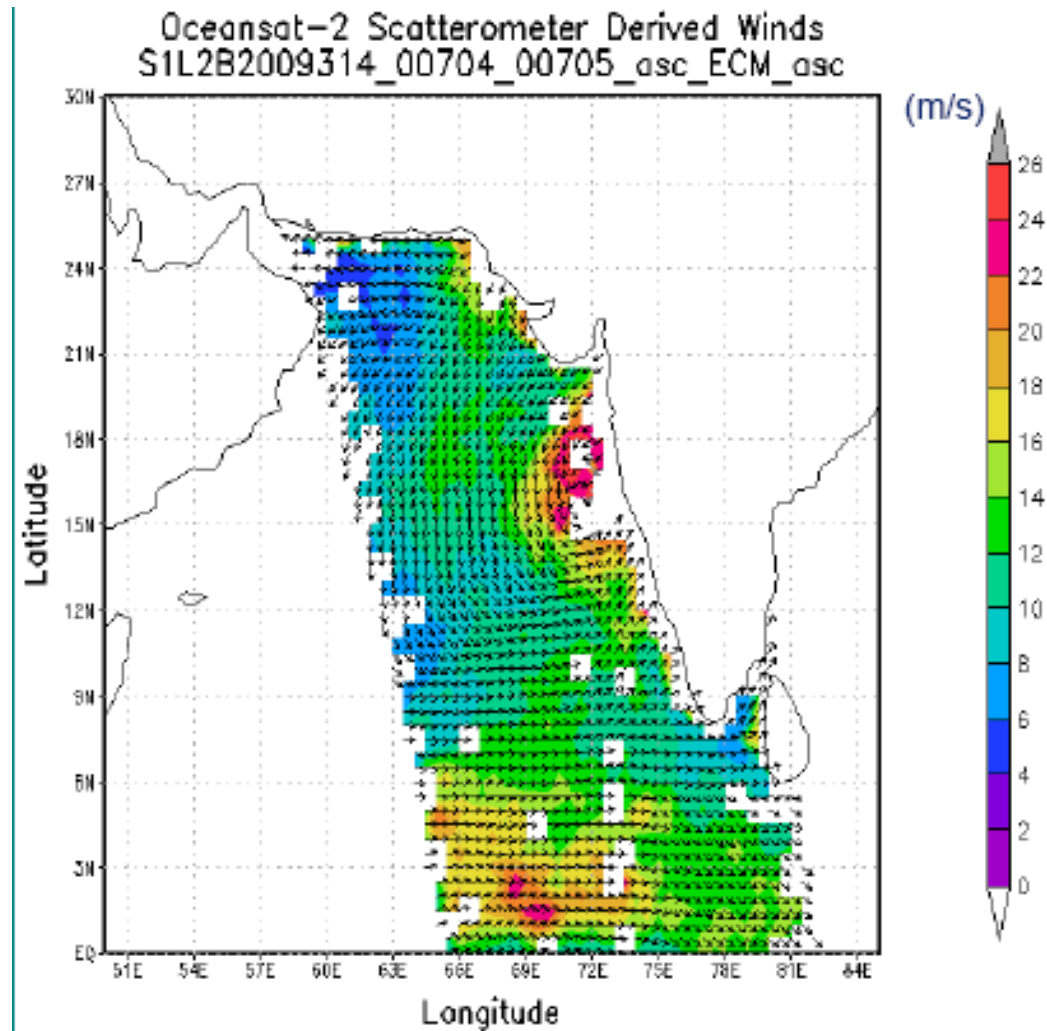 Oceansat-2 Scatterometer Derived Winds
S1L2B2009314_00704_00705_asc_ECM_asc
(m/s)
30N
27N
24N
21N
18N
15N
12N
9N
6N
3N
EQ
51E 54E 57E 60E 63E 66E 69E 72E 75E 78E 81E 84E
Latitude
Longitude
26
24
22
20
18
16
14
12
10
8
6
4
2
0